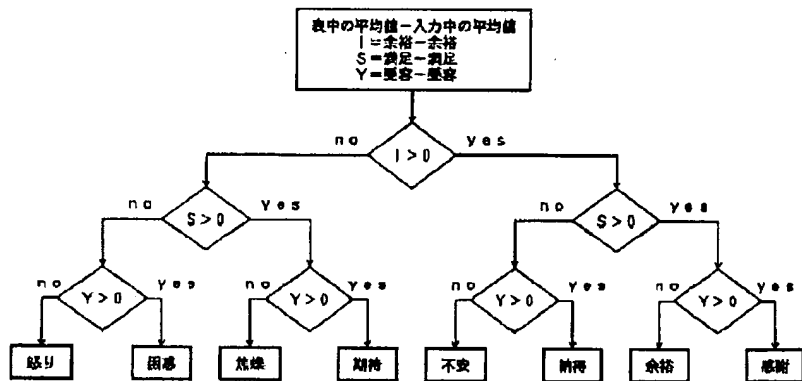 表中の平均値－入力中の平均値
I＝余裕－余裕
S＝満足－満足
Y＝受容－受容
no
yes
I>0
no
yes
no
yes
S>0
S>0
no
yes
no
yes
no
yes
no
yes
Y>0
Y>0
Y>0
Y>0
怒り
困惑
焦燥
期待
不安
納得
余裕
感謝